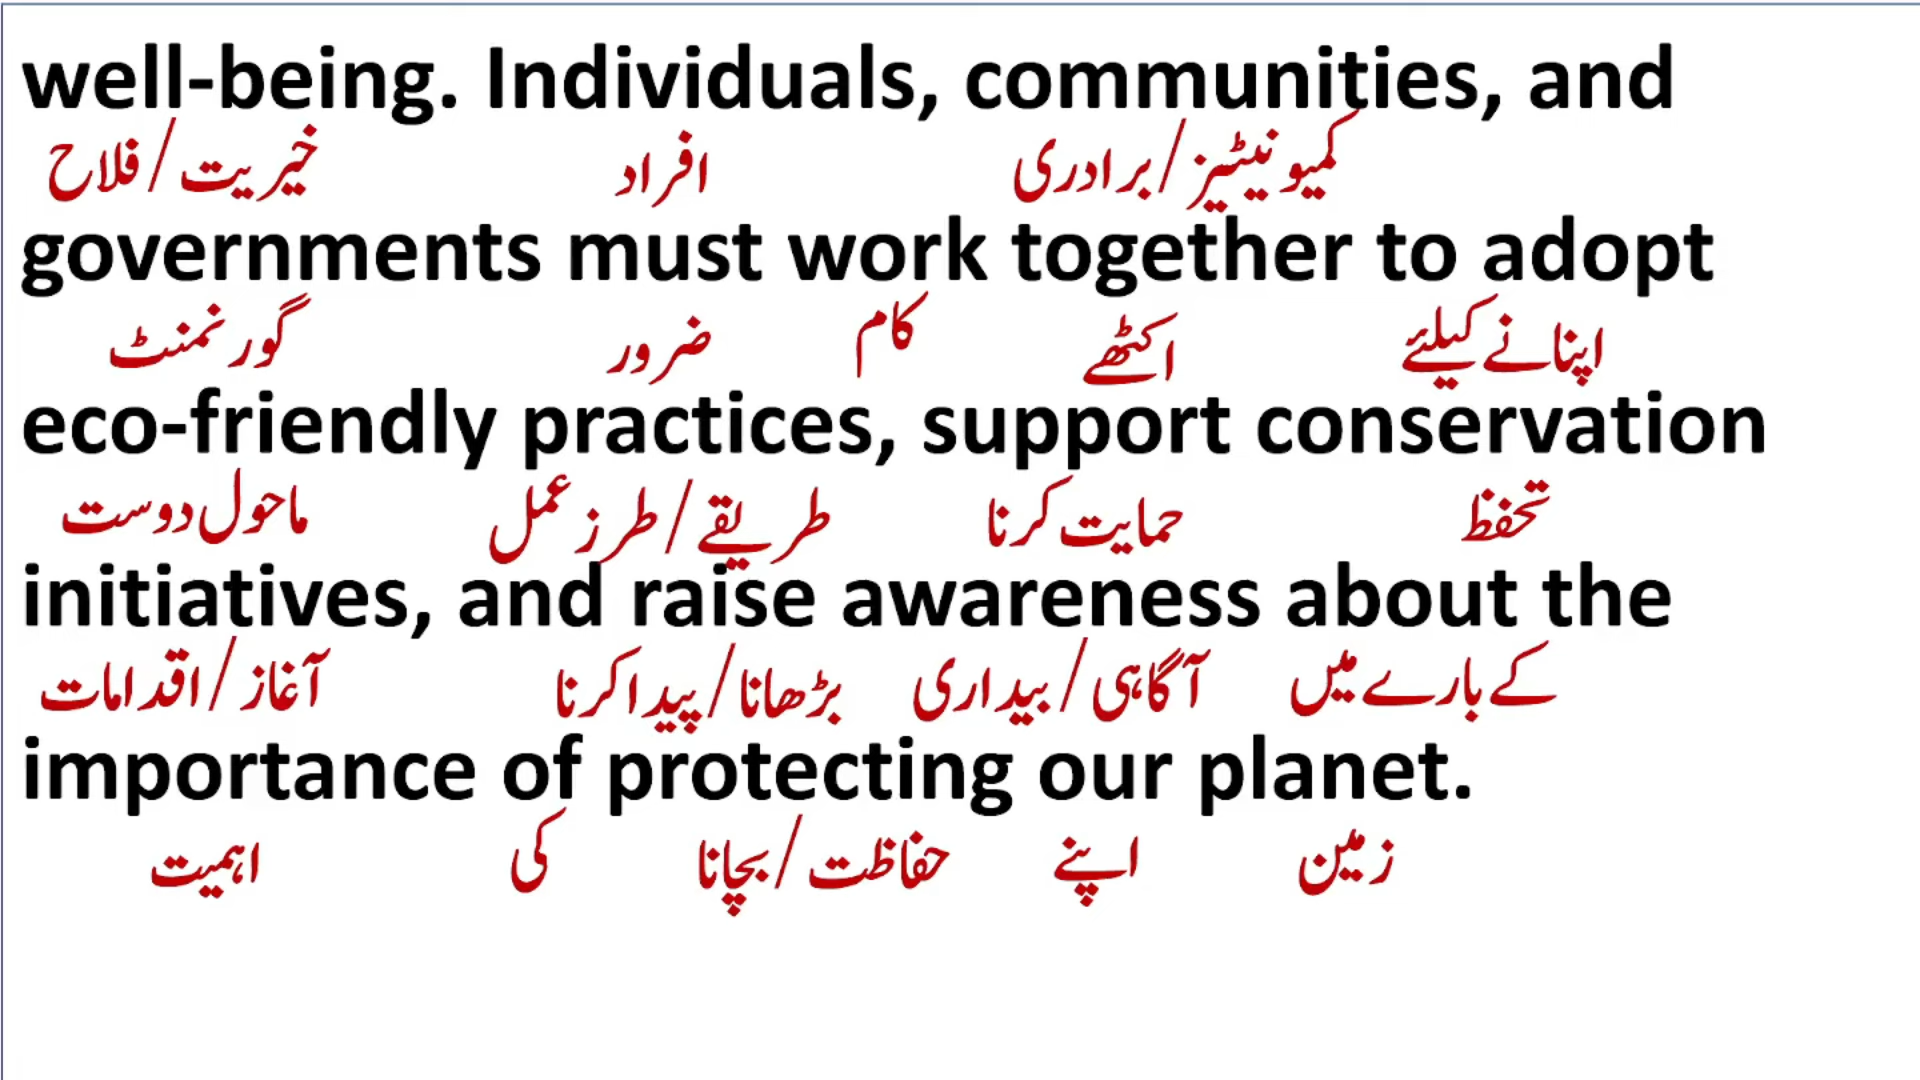 well-being. Individuals, communities, and
خیریت/فلاح افراد کمیونیٹیز/برادری
governments must work together to adopt
گورنمنٹ ضرور کام اکٹھے اپنانے کیلئے
eco-friendly practices, support conservation
ماحول دوست طریقے/طرز عمل حمایت کرنا تحفظ
initiatives, and raise awareness about the
آغاز/اقدامات بڑھانا/پیدا کرنا آگاہی/بیداری کے بارے میں
importance of protecting our planet.
اہمیت کی حفاظت/بچانا اپنے زمین